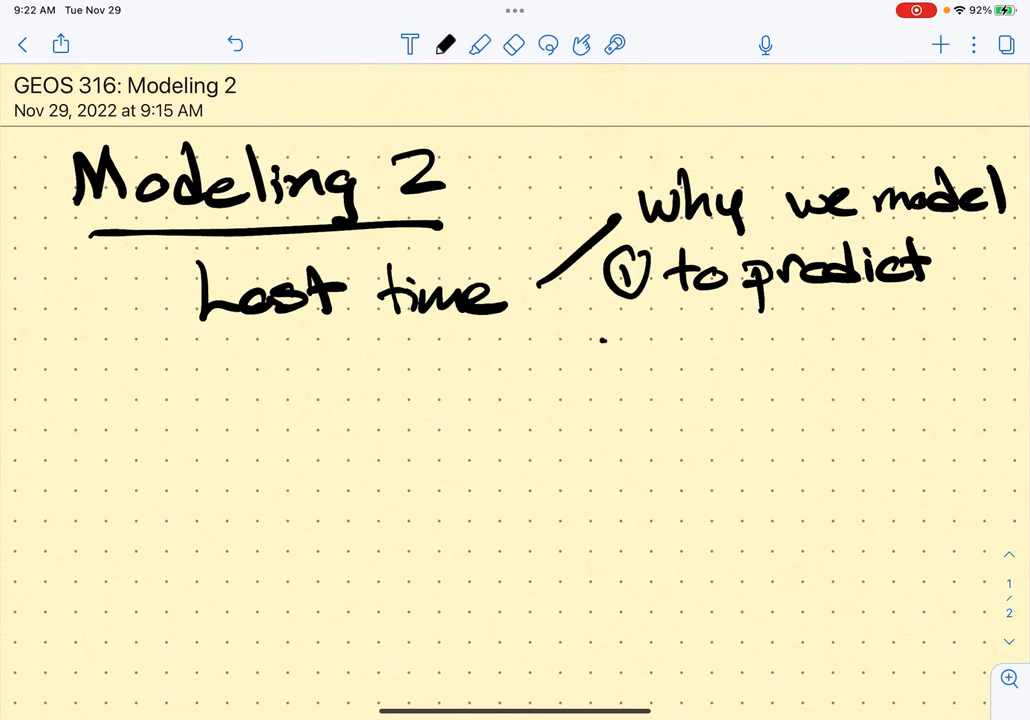 9:22 AM Tue Nov 29
92%
GEOS 316: Modeling 2
Nov 29, 2022 at 9:15 AM
Modeling 2
why we model
Last time
① to predict
1
/
2